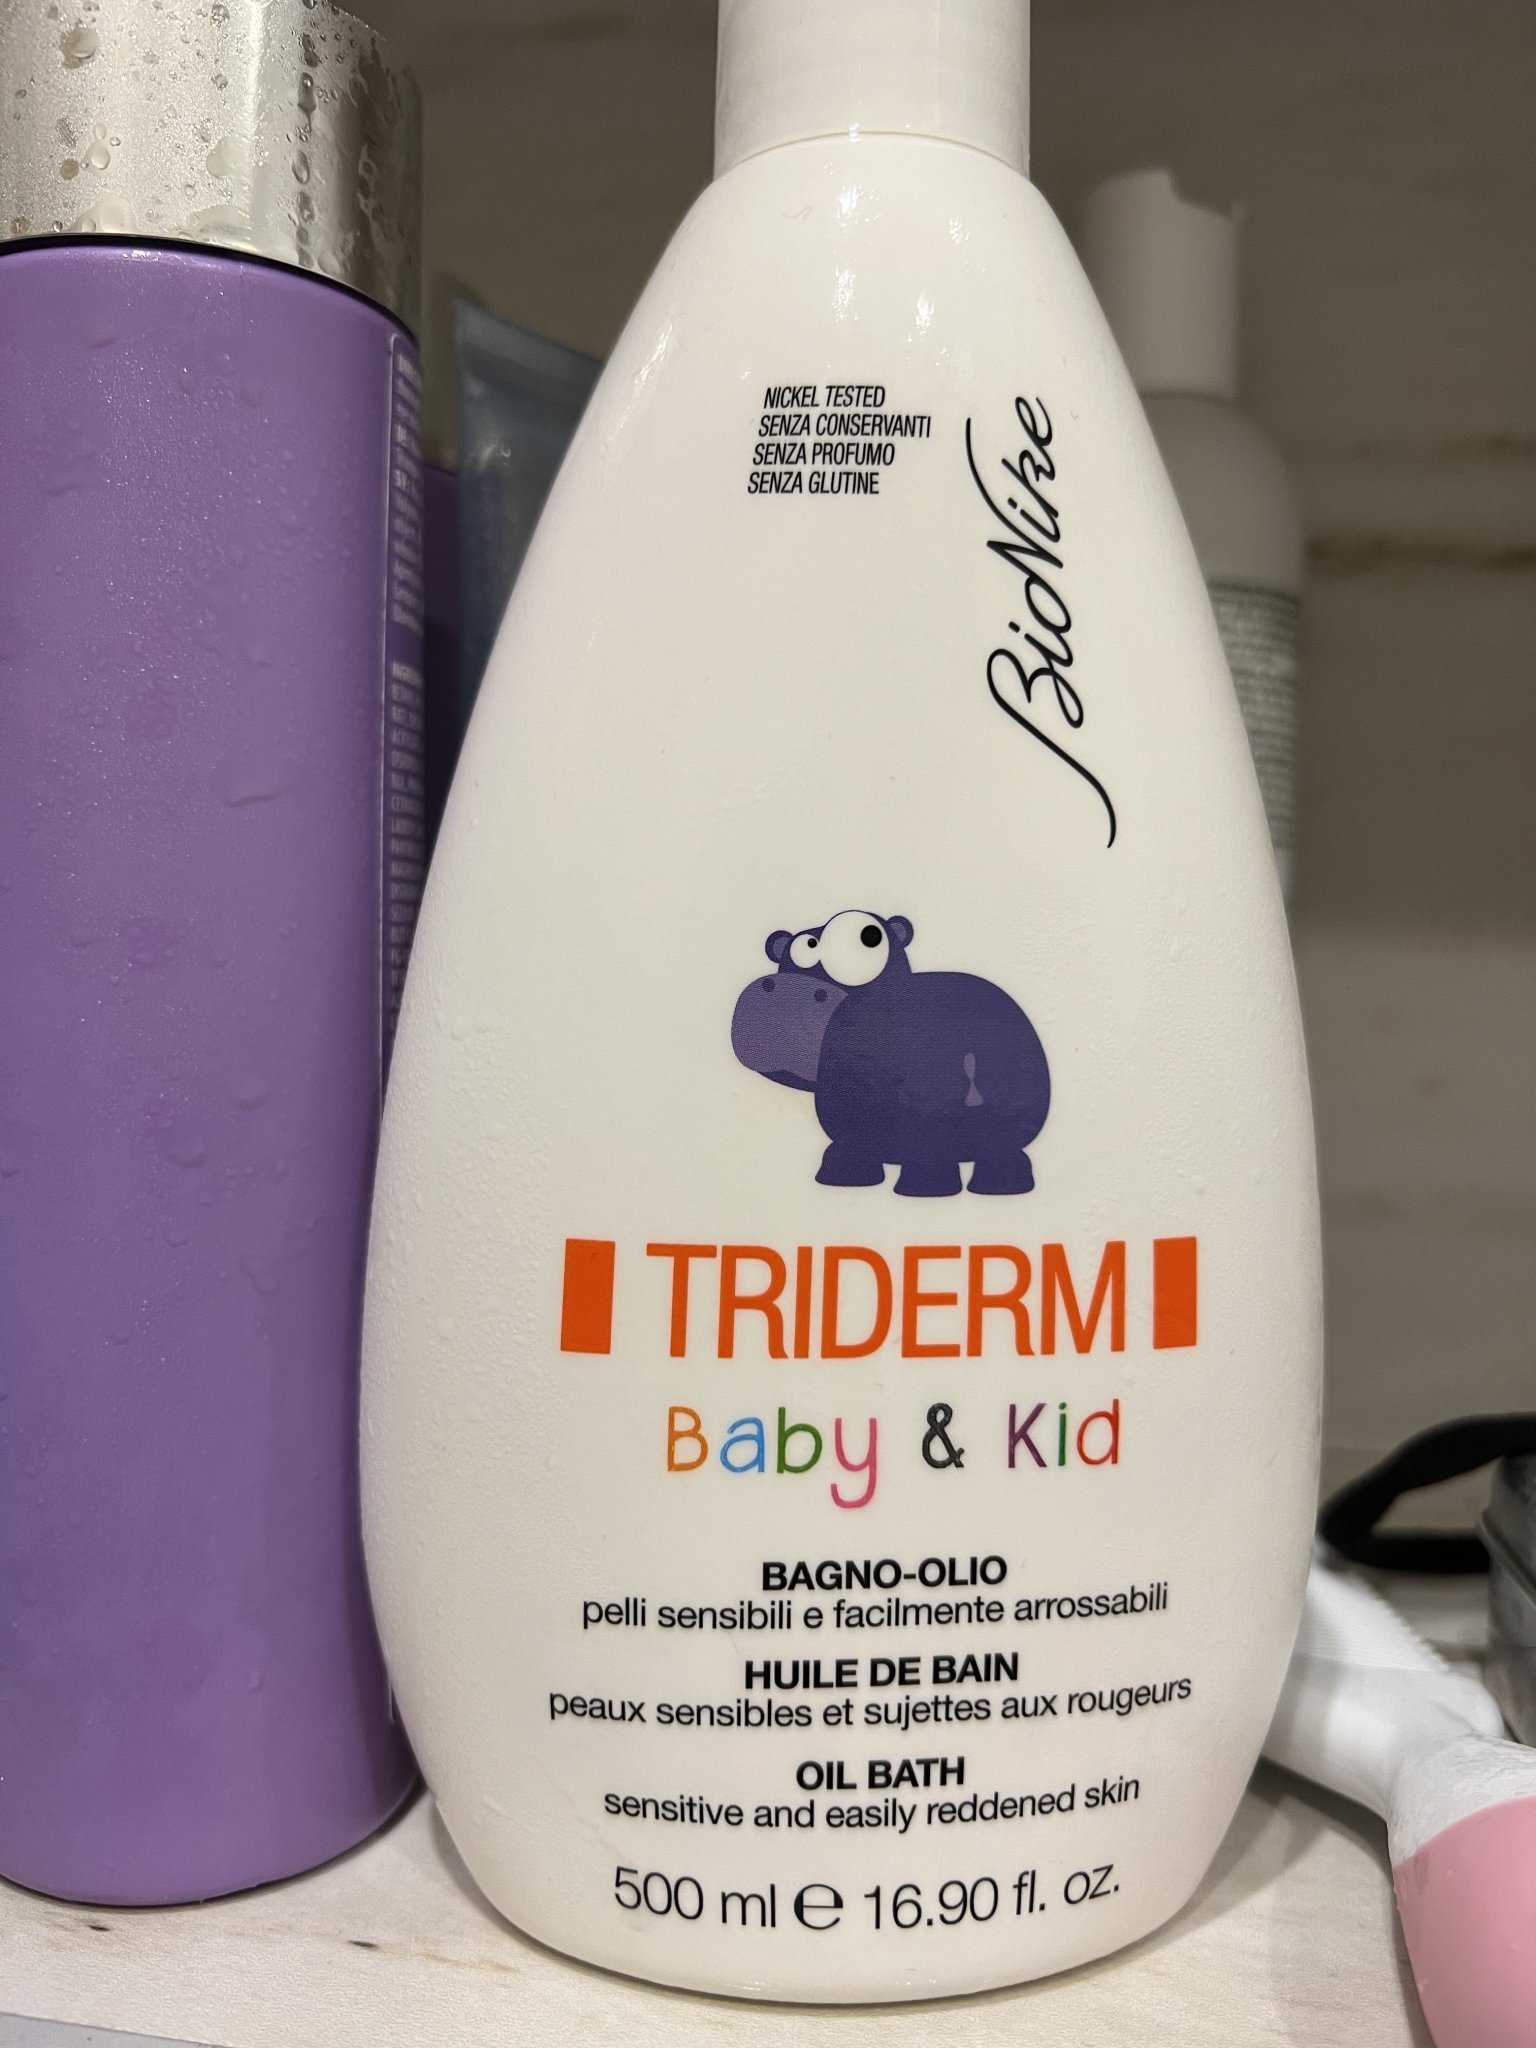 NICKEL TESTED
SENZA CONSERVANTI
SENZA PROFUMO
SENZA GLUTINE
BioNike
TRIDERM
Baby & Kid
BAGNO-OLIO
pelli sensibili e facilmente arrossabili
HUILE DE BAIN
peaux sensibles et sujettes aux rougeurs
OIL BATH
sensitive and easily reddened skin
500 ml e 16.90 fl. oz.